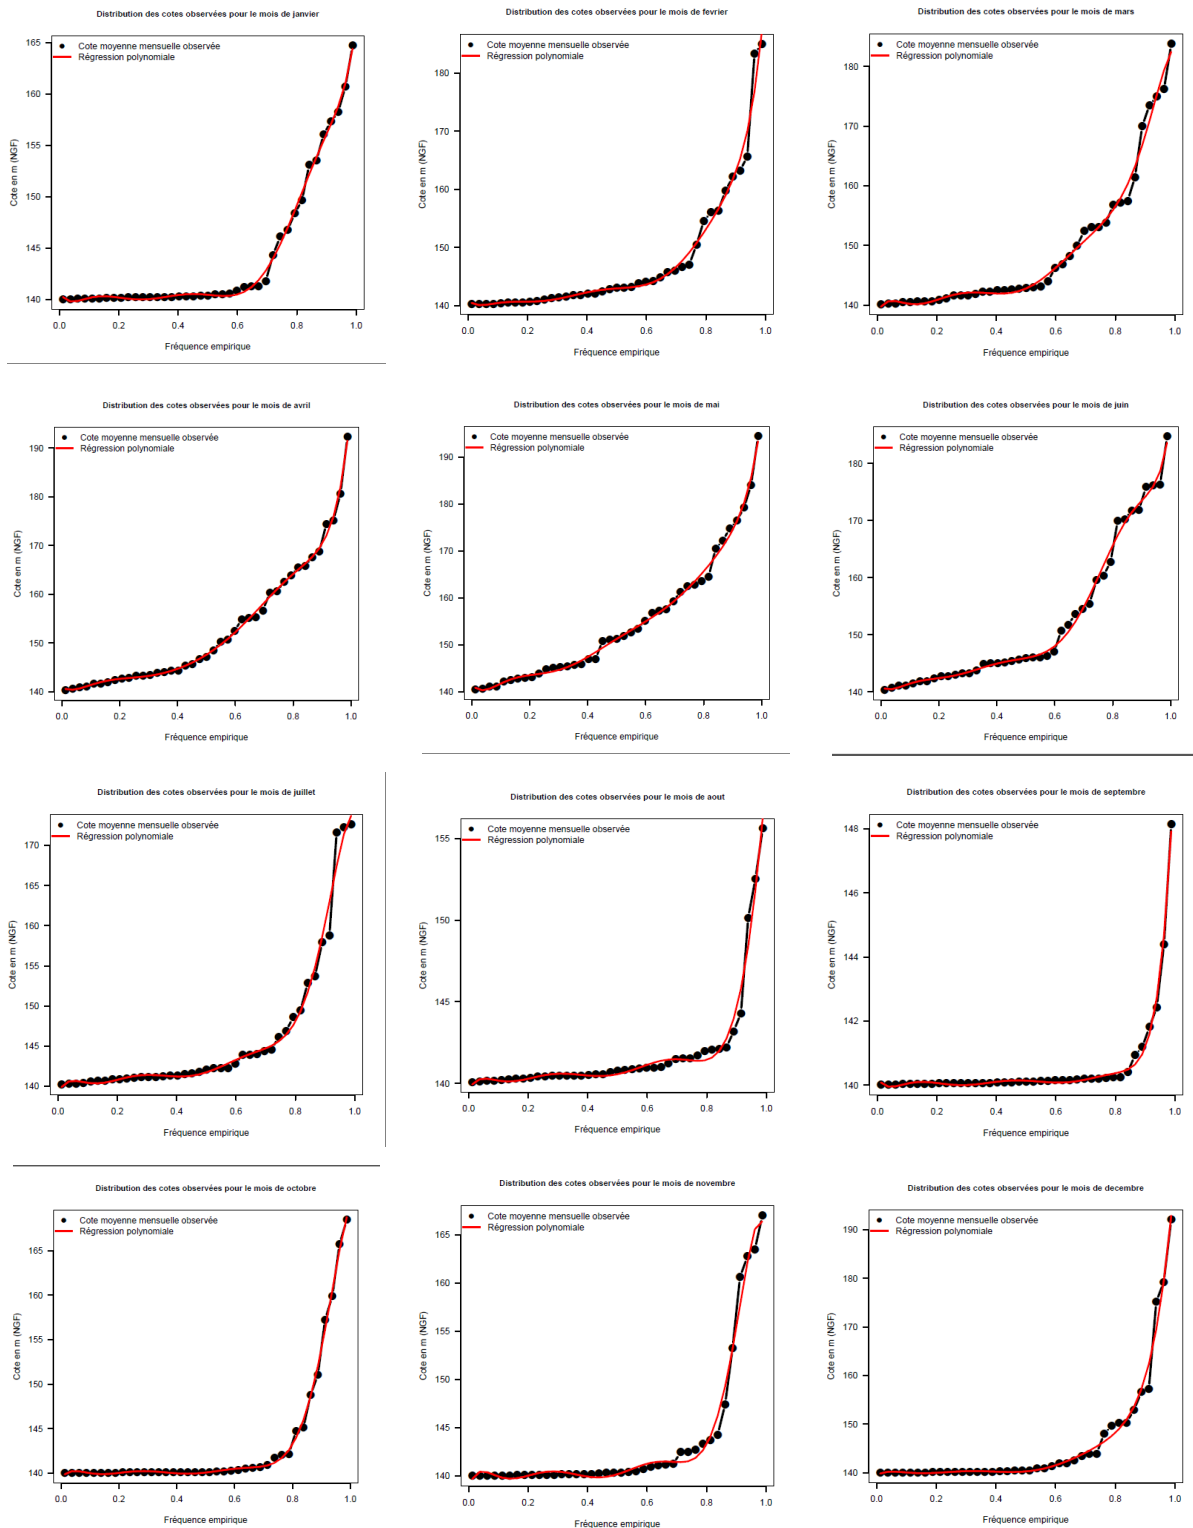 Distribution des cotes observées pour le mois de janvier
Cote moyenne mensuelle observée
Régression polynomiale
Cote en m (NGF)
165
160
155
150
145
140
0.0 0.2 0.4 0.6 0.8 1.0
Fréquence empirique
Distribution des cotes observées pour le mois de fevrier
Cote moyenne mensuelle observée
Régression polynomiale
Cote en m (NGF)
180
170
160
150
140
0.0 0.2 0.4 0.6 0.8 1.0
Fréquence empirique
Distribution des cotes observées pour le mois de mars
Cote moyenne mensuelle observée
Régression polynomiale
Cote en m (NGF)
180
170
160
150
140
0.0 0.2 0.4 0.6 0.8 1.0
Fréquence empirique
Distribution des cotes observées pour le mois de avril
Cote moyenne mensuelle observée
Régression polynomiale
Cote en m (NGF)
190
180
170
160
150
140
0.0 0.2 0.4 0.6 0.8 1.0
Fréquence empirique
Distribution des cotes observées pour le mois de mai
Cote moyenne mensuelle observée
Régression polynomiale
Cote en m (NGF)
190
180
170
160
150
140
0.0 0.2 0.4 0.6 0.8 1.0
Fréquence empirique
Distribution des cotes observées pour le mois de juin
Cote moyenne mensuelle observée
Régression polynomiale
Cote en m (NGF)
180
170
160
150
140
0.0 0.2 0.4 0.6 0.8 1.0
Fréquence empirique
Distribution des cotes observées pour le mois de juillet
Cote moyenne mensuelle observée
Régression polynomiale
Cote en m (NGF)
170
165
160
155
150
145
140
0.0 0.2 0.4 0.6 0.8 1.0
Fréquence empirique
Distribution des cotes observées pour le mois de aout
Cote moyenne mensuelle observée
Régression polynomiale
Cote en m (NGF)
155
150
145
140
0.0 0.2 0.4 0.6 0.8 1.0
Fréquence empirique
Distribution des cotes observées pour le mois de septembre
Cote moyenne mensuelle observée
Régression polynomiale
Cote en m (NGF)
148
146
144
142
140
0.0 0.2 0.4 0.6 0.8 1.0
Fréquence empirique
Distribution des cotes observées pour le mois de octobre
Cote moyenne mensuelle observée
Régression polynomiale
Cote en m (NGF)
165
160
155
150
145
140
0.0 0.2 0.4 0.6 0.8 1.0
Fréquence empirique
Distribution des cotes observées pour le mois de novembre
Cote moyenne mensuelle observée
Régression polynomiale
Cote en m (NGF)
165
160
155
150
145
140
0.0 0.2 0.4 0.6 0.8 1.0
Fréquence empirique
Distribution des cotes observées pour le mois de decembre
Cote moyenne mensuelle observée
Régression polynomiale
Cote en m (NGF)
190
180
170
160
150
140
0.0 0.2 0.4 0.6 0.8 1.0
Fréquence empirique